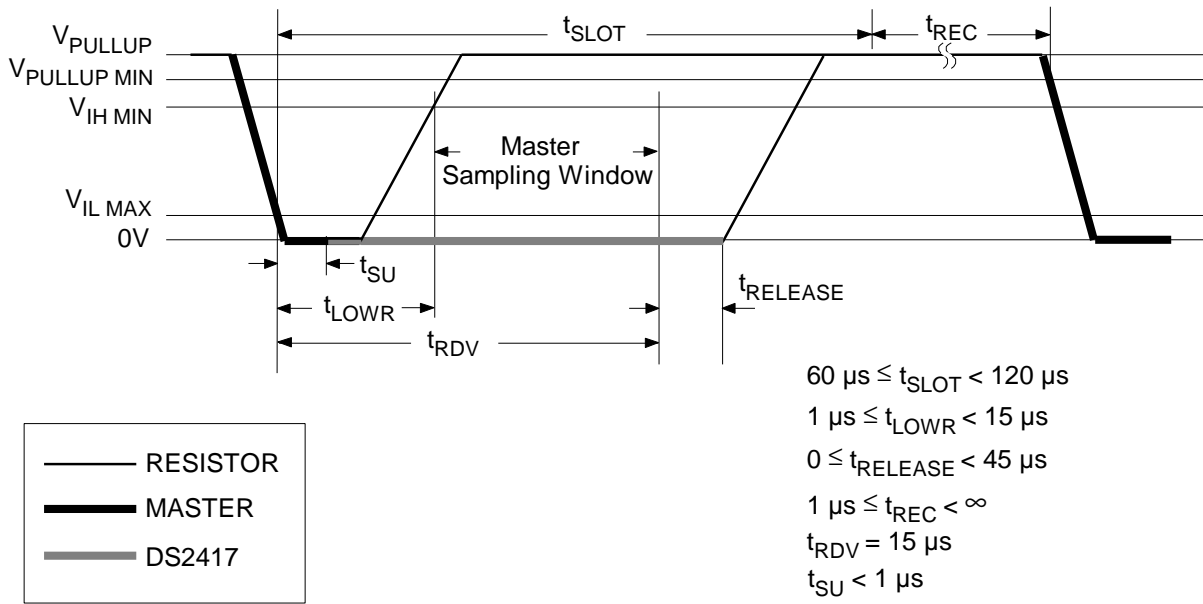 tSLOT
tREC
VPULLUP
VPULLUP MIN
VIH MIN
Master
Sampling Window
VIL MAX
0V
tSU
tRELEASE
tLOWR
tRDV
60 µs ≤ tSLOT < 120 µs
1 µs ≤ tLOWR < 15 µs
0 ≤ tRELEASE < 45 µs
1 µs ≤ tREC < ∞
tRDV = 15 µs
tSU < 1 µs
RESISTOR
MASTER
DS2417